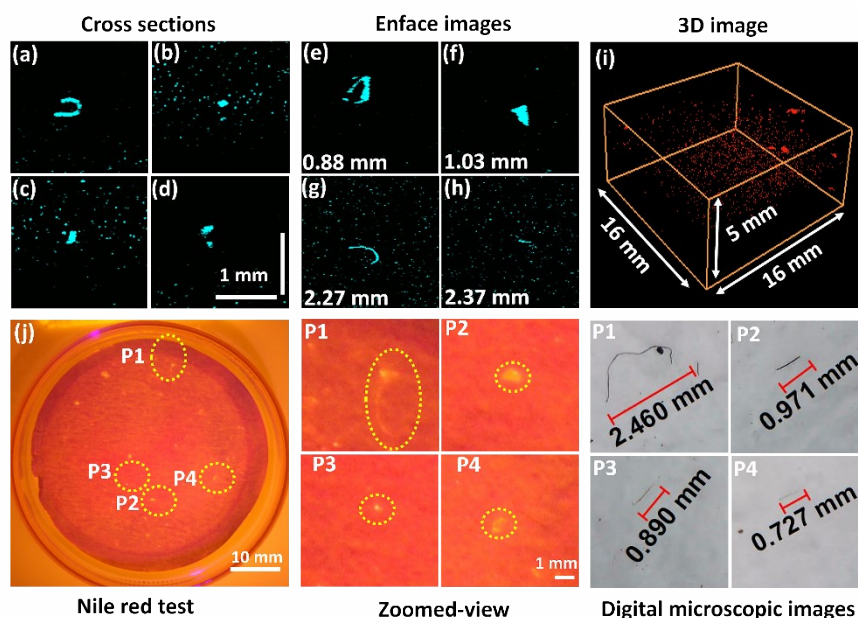 Cross sections
Enface images
3D image
(a)
(b)
(c)
(d)
1 mm
(e)
0.88 mm
(f)
1.03 mm
(g)
2.27 mm
(h)
2.37 mm
(i)
16 mm
5 mm
16 mm
(j)
P1
P3
P2
P4
10 mm
P1
P2
P3
P4
1 mm
P1
2.460 mm
P2
0.971 mm
P3
0.890 mm
P4
0.727 mm
Nile red test
Zoomed-view
Digital microscopic images